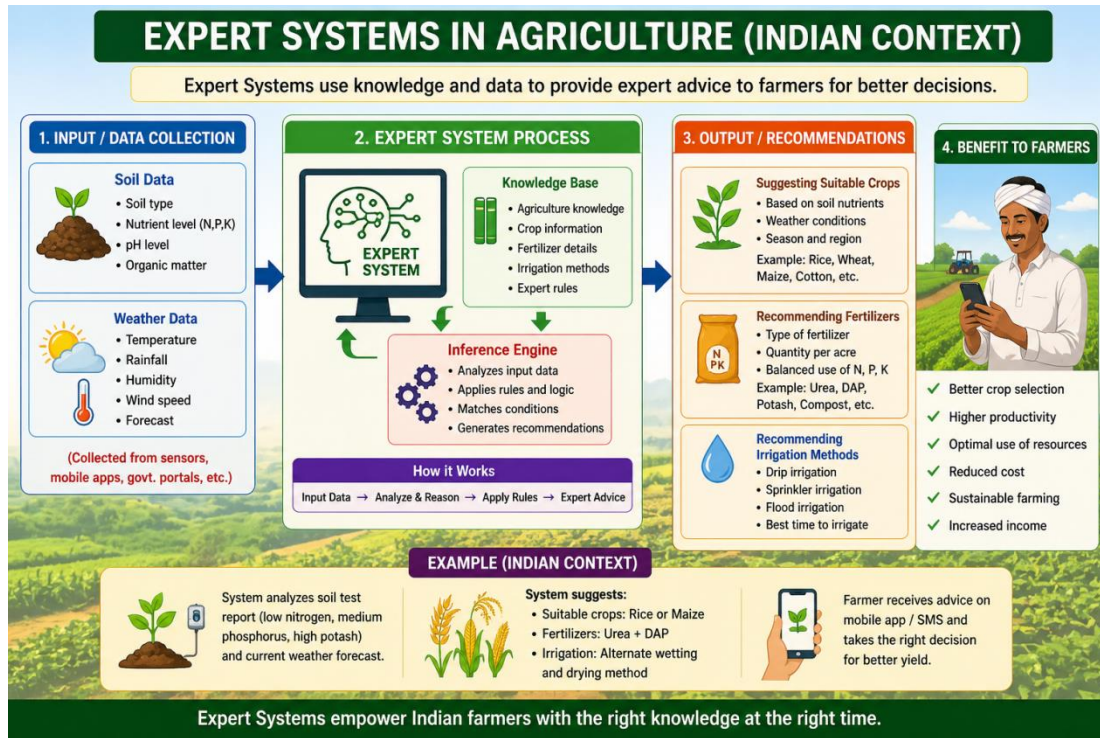 EXPERT SYSTEMS IN AGRICULTURE (INDIAN CONTEXT)
Expert Systems use knowledge and data to provide expert advice to farmers for better decisions.
1. INPUT / DATA COLLECTION
Soil Data
• Soil type
• Nutrient level (N,P,K)
• pH level
• Organic matter
Weather Data
• Temperature
• Rainfall
• Humidity
• Wind speed
• Forecast
(Collected from sensors,
mobile apps, govt. portals, etc.)
2. EXPERT SYSTEM PROCESS
EXPERT
SYSTEM
Knowledge Base
• Agriculture knowledge
• Crop information
• Fertilizer details
• Irrigation methods
• Expert rules
Inference Engine
• Analyzes input data
• Applies rules and logic
• Matches conditions
• Generates recommendations
How it Works
Input Data → Analyze & Reason → Apply Rules → Expert Advice
3. OUTPUT / RECOMMENDATIONS
Suggesting Suitable Crops
• Based on soil nutrients
• Weather conditions
• Season and region
Example: Rice, Wheat,
Maize, Cotton, etc.
N
PK
Recommending Fertilizers
• Type of fertilizer
• Quantity per acre
• Balanced use of N, P, K
Example: Urea, DAP,
Potash, Compost, etc.
Recommending
Irrigation Methods
• Drip irrigation
• Sprinkler irrigation
• Flood irrigation
• Best time to irrigate
4. BENEFIT TO FARMERS
✓ Better crop selection
✓ Higher productivity
✓ Optimal use of resources
✓ Reduced cost
✓ Sustainable farming
✓ Increased income
EXAMPLE (INDIAN CONTEXT)
System analyzes soil test
report (low nitrogen, medium
phosphorus, high potash)
and current weather forecast.
System suggests:
• Suitable crops: Rice or Maize
• Fertilizers: Urea + DAP
• Irrigation: Alternate wetting
and drying method
Farmer receives advice on
mobile app / SMS and
takes the right decision
for better yield.
Expert Systems empower Indian farmers with the right knowledge at the right time.